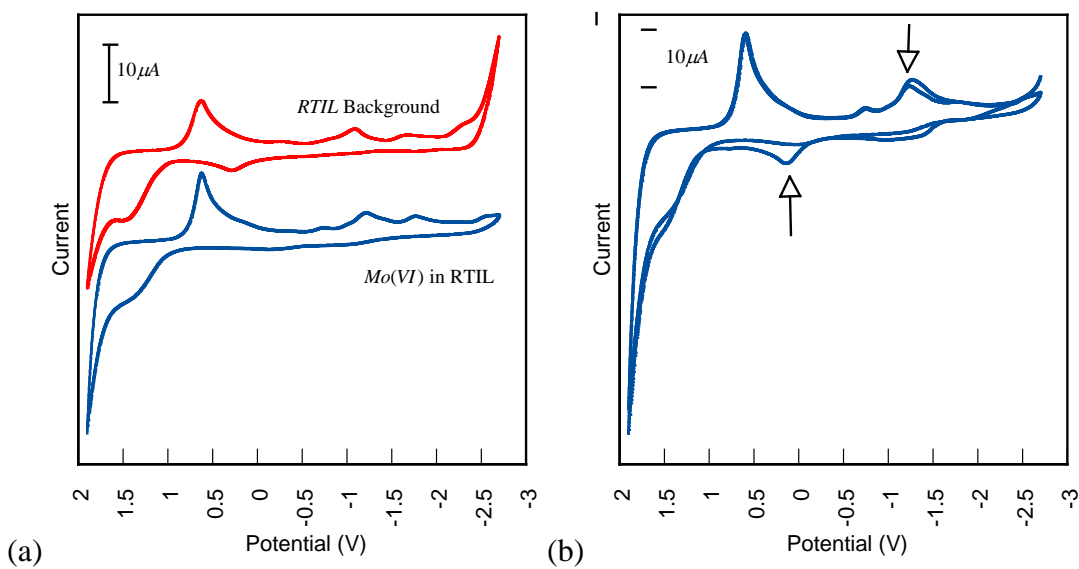 10μA
RTIL Background
Mo(VI) in RTIL
Current
2 1.5 1 0.5 0 -0.5 -1 -1.5 -2 -2.5 -3
Potential (V)
(a)
10μA
Current
2 1.5 1 0.5 0 -0.5 -1 -1.5 -2 -2.5 -3
Potential (V)
(b)